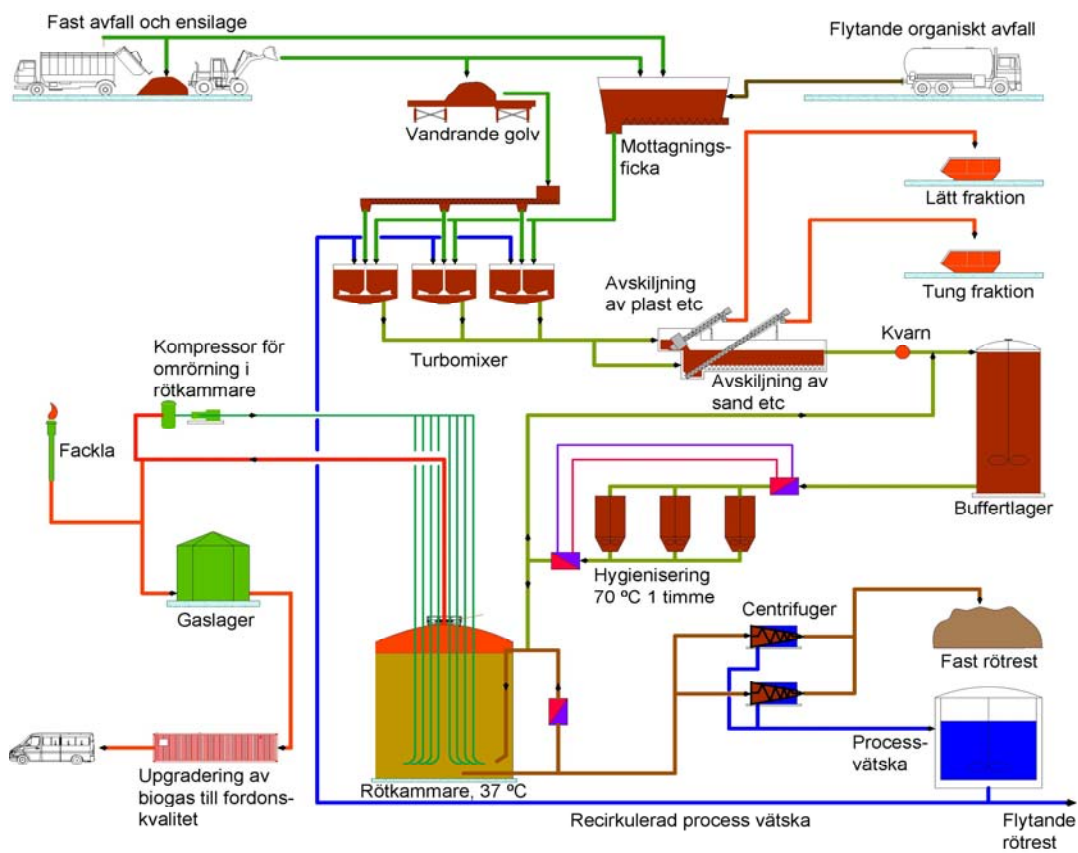 Fast avfall och ensilage
Flytande organiskt avfall
Vandrande golv
Mottagnings-
ficka
Lätt fraktion
Tung fraktion
Avskiljning
av plast etc
Turbomixer
Kvarn
Avskiljning av
sand etc
Kompressor för
omrörning i
rötkammare
Fackla
Buffertlager
Hygienisering
70 ºC 1 timme
Gaslager
Centrifuger
Fast rötrest
Process-
vätska
Upgradering av
biogas till fordons-
kvalitet
Rötkammare, 37 ºC
Recirkulerad process vätska
Flytande
rötrest